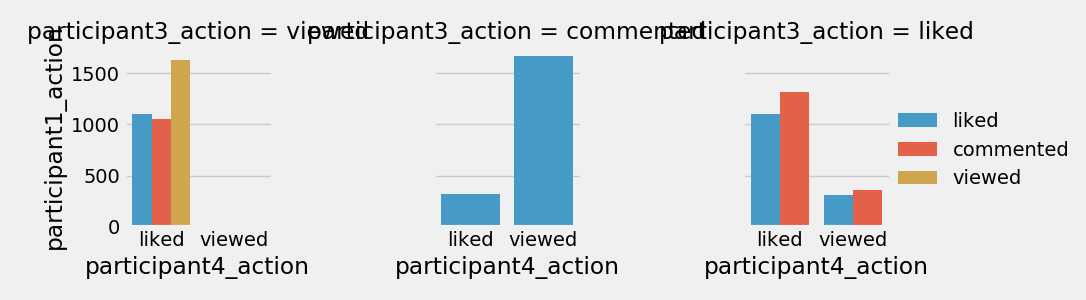 participant3_action = viewed
participant3_action = commented
participant3_action = liked
participant1_action
1500
1000
500
0
liked viewed
liked viewed
liked viewed
participant4_action
participant4_action
participant4_action
liked
commented
viewed